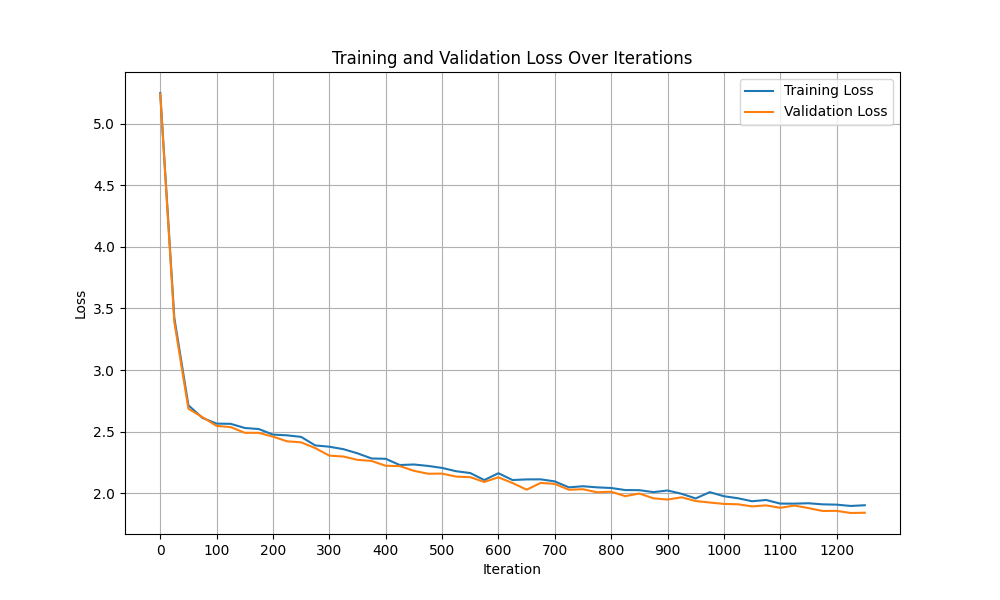 Training and Validation Loss Over Iterations
Training Loss
Validation Loss
Loss
5.0
4.5
4.0
3.5
3.0
2.5
2.0
0 100 200 300 400 500 600 700 800 900 1000 1100 1200
Iteration